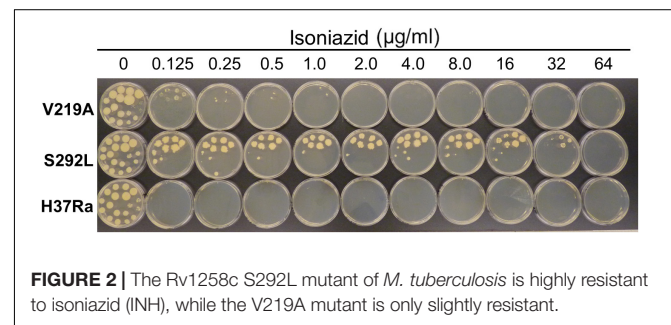 Isoniazid (μg/ml)
0 0.125 0.25 0.5 1.0 2.0 4.0 8.0 16 32 64
V219A
S292L
H37Ra
FIGURE 2 | The Rv1258c S292L mutant of M. tuberculosis is highly resistant
to isoniazid (INH), while the V219A mutant is only slightly resistant.